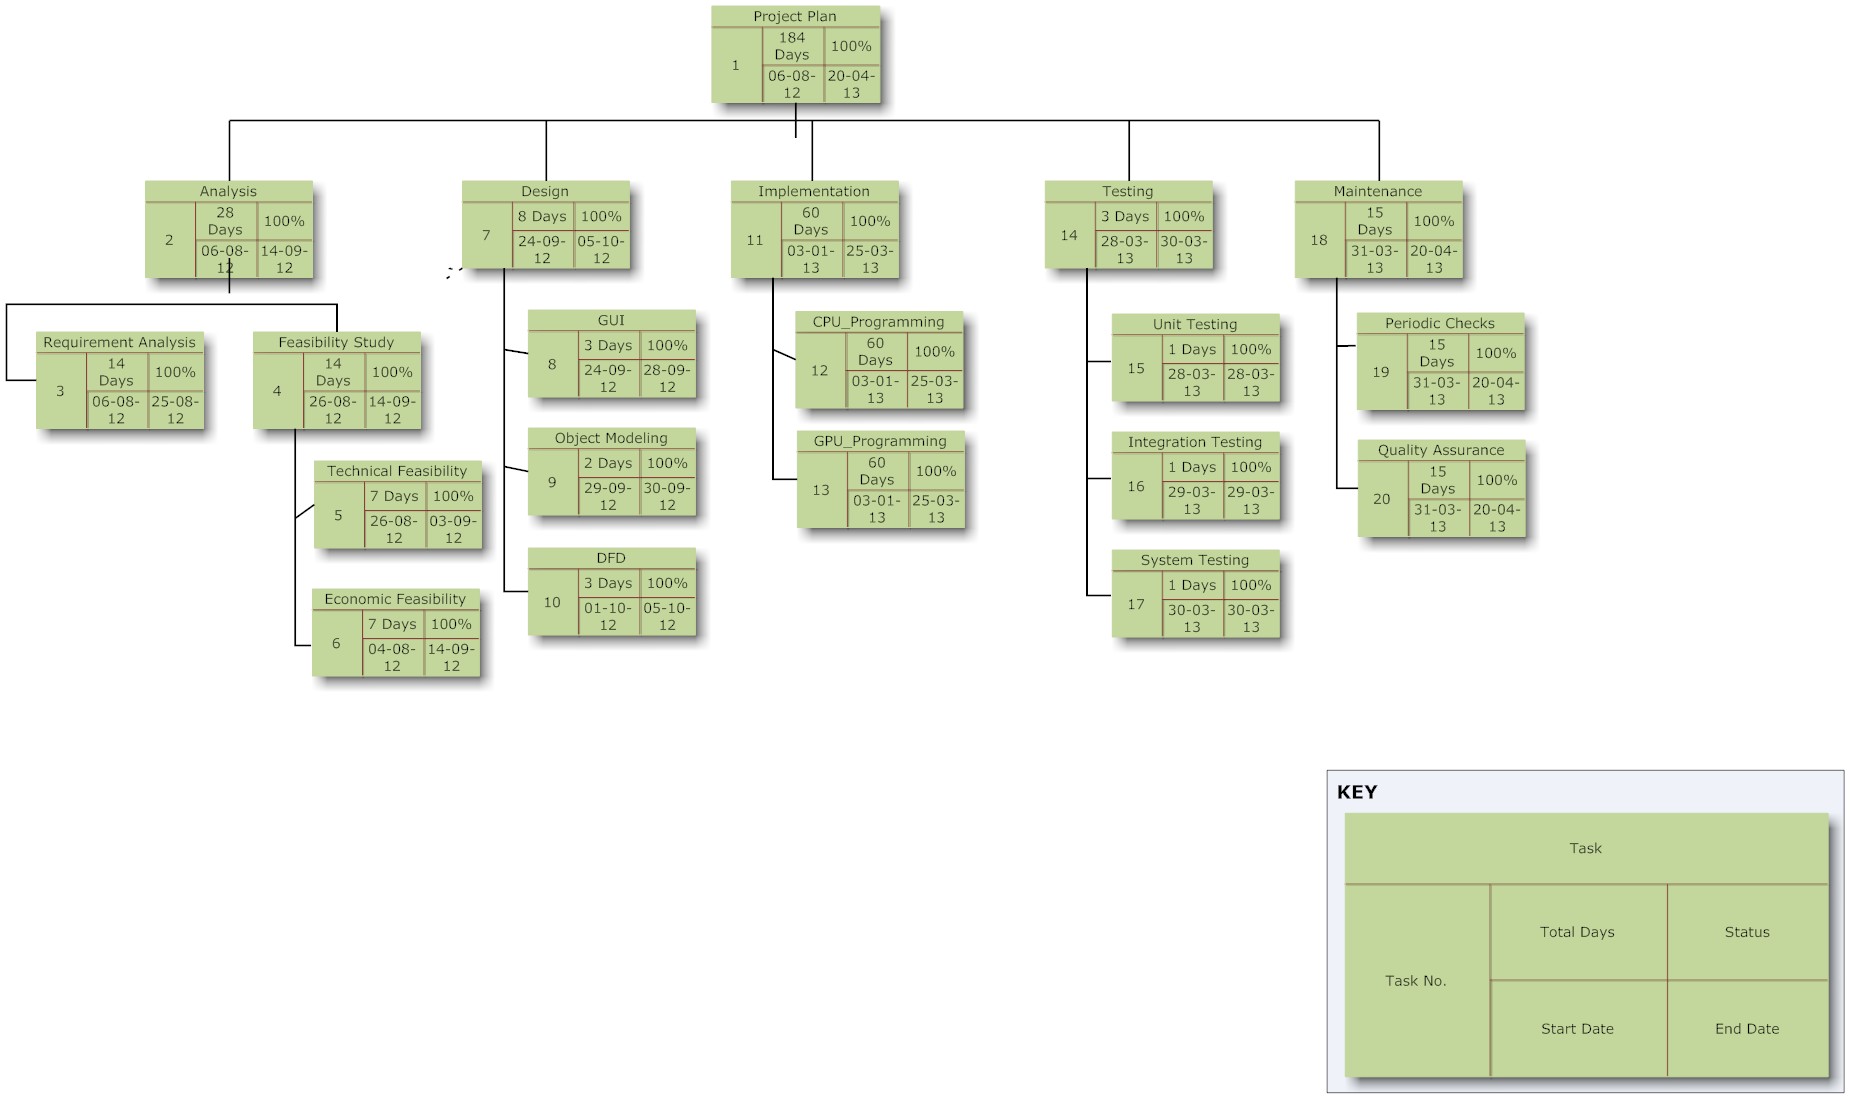 Project Plan
184
Days
100%
1
06-08-
12
20-04-
13
Analysis
28
Days
100%
2
06-08-
12
14-09-
12
Requirement Analysis
14
Days
100%
3
06-08-
12
25-08-
12
Feasibility Study
14
Days
100%
4
26-08-
12
14-09-
12
Technical Feasibility
7 Days
100%
5
26-08-
12
03-09-
12
Economic Feasibility
7 Days
100%
6
04-08-
12
14-09-
12
Design
8 Days
100%
7
24-09-
12
05-10-
12
GUI
3 Days
100%
8
24-09-
12
28-09-
12
Object Modeling
2 Days
100%
9
29-09-
12
30-09-
12
DFD
3 Days
100%
10
01-10-
12
05-10-
12
Implementation
60
Days
100%
11
03-01-
13
25-03-
13
CPU_Programming
60
Days
100%
12
03-01-
13
25-03-
13
GPU_Programming
60
Days
100%
13
03-01-
13
25-03-
13
Testing
3 Days
100%
14
28-03-
13
30-03-
13
Unit Testing
1 Days
100%
15
28-03-
13
28-03-
13
Integration Testing
1 Days
100%
16
29-03-
13
29-03-
13
System Testing
1 Days
100%
17
30-03-
13
30-03-
13
Maintenance
15
Days
100%
18
31-03-
13
20-04-
13
Periodic Checks
15
Days
100%
19
31-03-
13
20-04-
13
Quality Assurance
15
Days
100%
20
31-03-
13
20-04-
13
KEY
Task
Total Days
Status
Task No.
Start Date
End Date